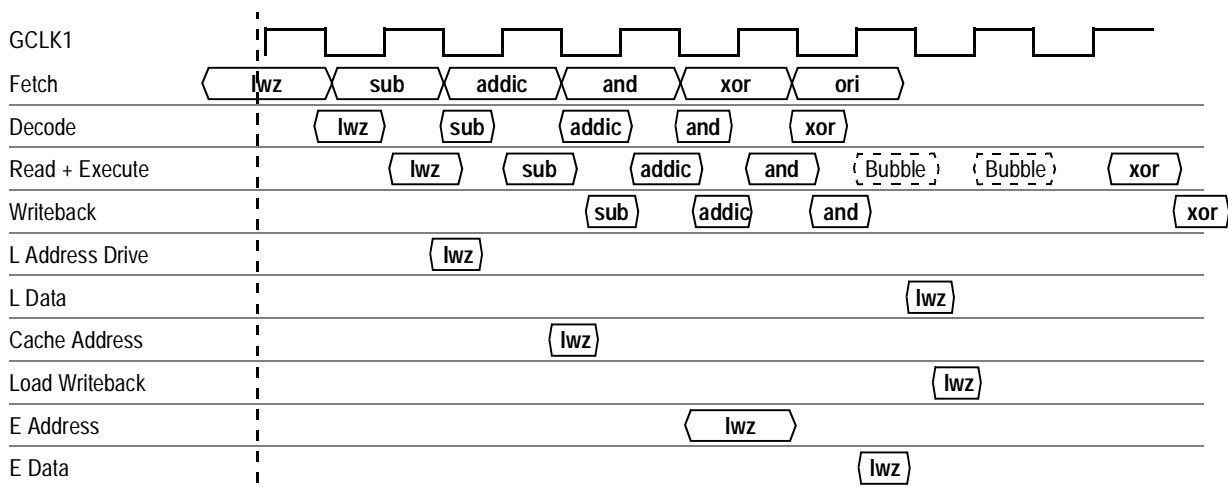 GCLK1
Fetch lwz sub addic and xor ori
Decode lwz sub addic and xor
Read + Execute lwz sub addic and Bubble Bubble xor
Writeback sub addic and xor
L Address Drive lwz
L Data lwz
Cache Address lwz
Load Writeback lwz
E Address lwz
E Data lwz